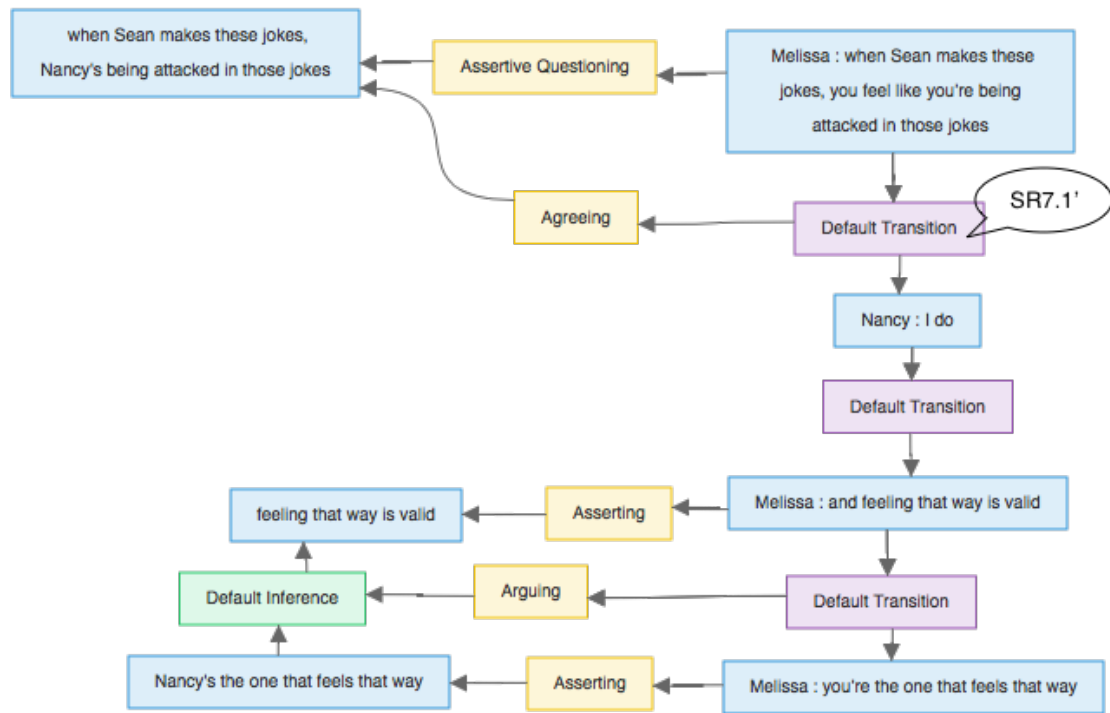 when Sean makes these jokes,
Nancy's being attacked in those jokes
Assertive Questioning
Melissa : when Sean makes these
jokes, you feel like you're being
attacked in those jokes
SR7.1’
Agreeing
Default Transition
Nancy : I do
Default Transition
feeling that way is valid
Asserting
Melissa : and feeling that way is valid
Default Inference
Arguing
Default Transition
Nancy's the one that feels that way
Asserting
Melissa : you're the one that feels that way